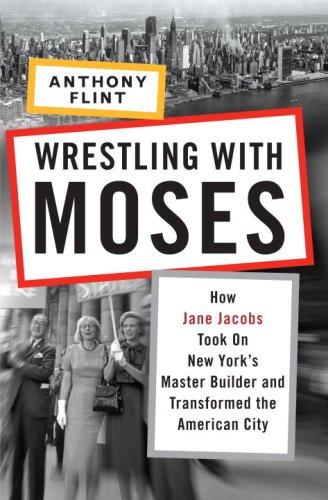 ANTHONY
FLINT
WRESTLING WITH
MOSES
How
Jane Jacobs
Took On
New York's
Master Builder and
Transformed the
American City